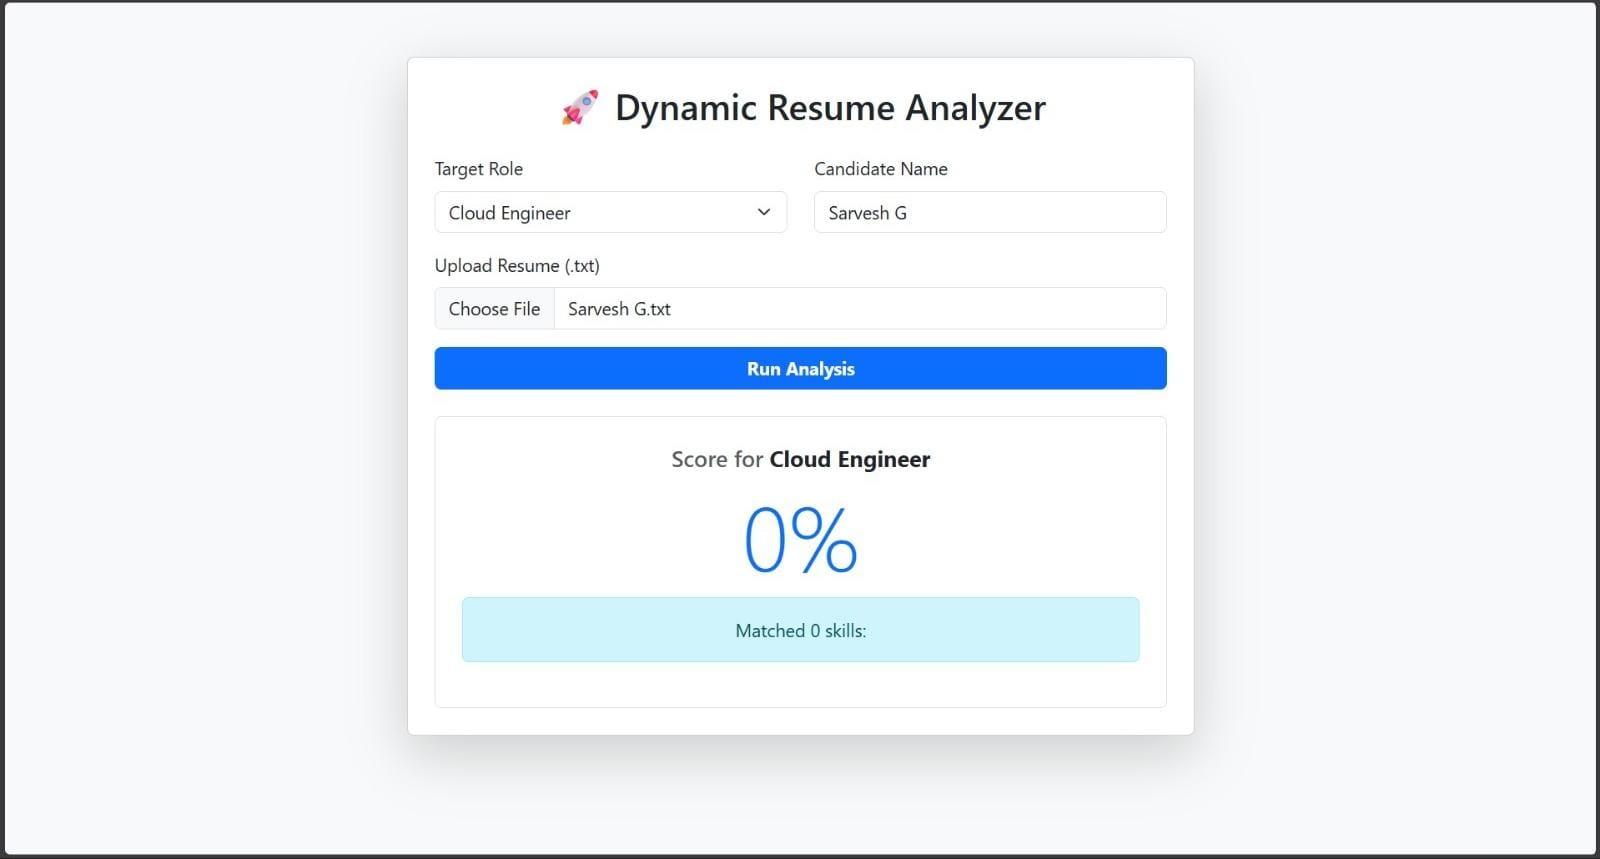 🚀 Dynamic Resume Analyzer
Target Role
Candidate Name
Cloud Engineer
Sarvesh G
Upload Resume (.txt)
Choose File Sarvesh G.txt
Run Analysis
Score for Cloud Engineer
0%
Matched 0 skills: